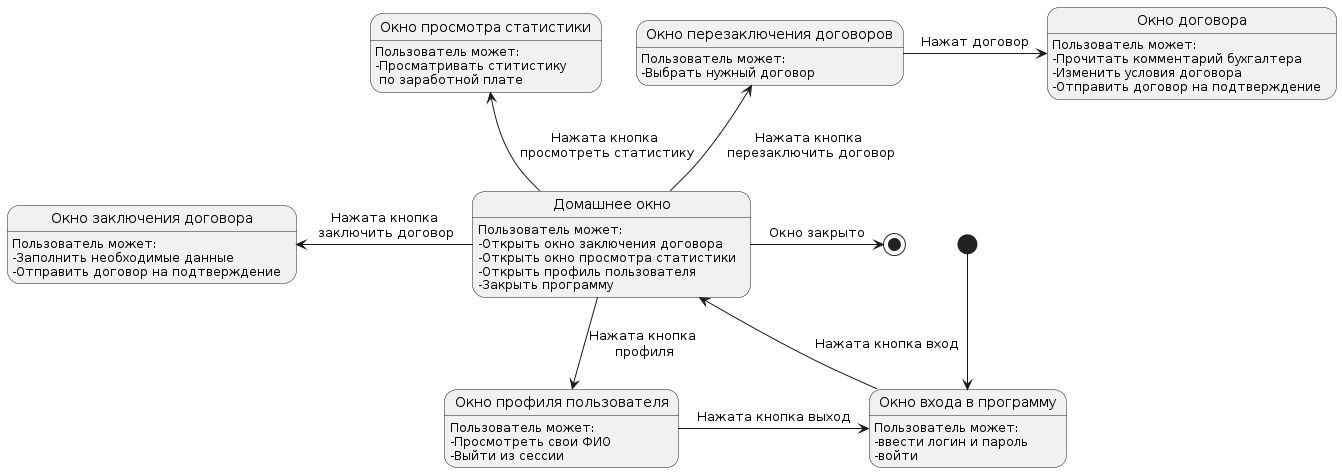 Окно просмотра статистики
Пользователь может:
-Просматривать ститистику
по заработной плате
Окно перезаключения договоров
Пользователь может:
-Выбрать нужный договор
Нажат договор
Окно договора
Пользователь может:
-Прочитать комментарий бухгалтера
-Изменить условия договора
-Отправить договор на подтверждение
Нажата кнопка
просмотреть статистику
Нажата кнопка
перезаключить договор
Окно заключения договора
Пользователь может:
-Заполнить необходимые данные
-Отправить договор на подтверждение
Нажата кнопка
заключить договор
Домашнее окно
Пользователь может:
-Открыть окно заключения договора
-Открыть окно просмотра статистики
-Открыть профиль пользователя
-Закрыть программу
Окно закрыто
Нажата кнопка
профиля
Нажата кнопка вход
Окно профиля пользователя
Пользователь может:
-Просмотреть свои ФИО
-Выйти из сессии
Нажата кнопка выход
Окно входа в программу
Пользователь может:
-ввести логин и пароль
-войти